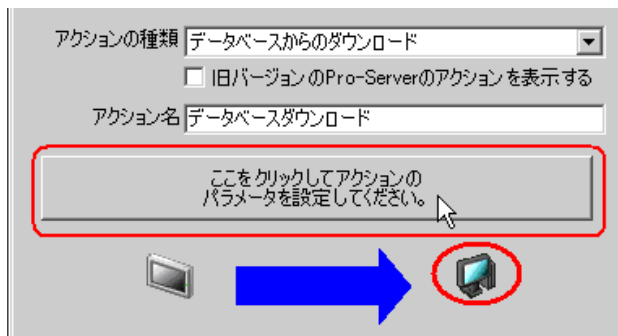 アクションの種類 データベースからのダウンロード
旧バージョンのPro-Serverのアクションを表示する
アクション名 データベースダウンロード
ここをクリックしてアクションの
パラメータを設定してください。